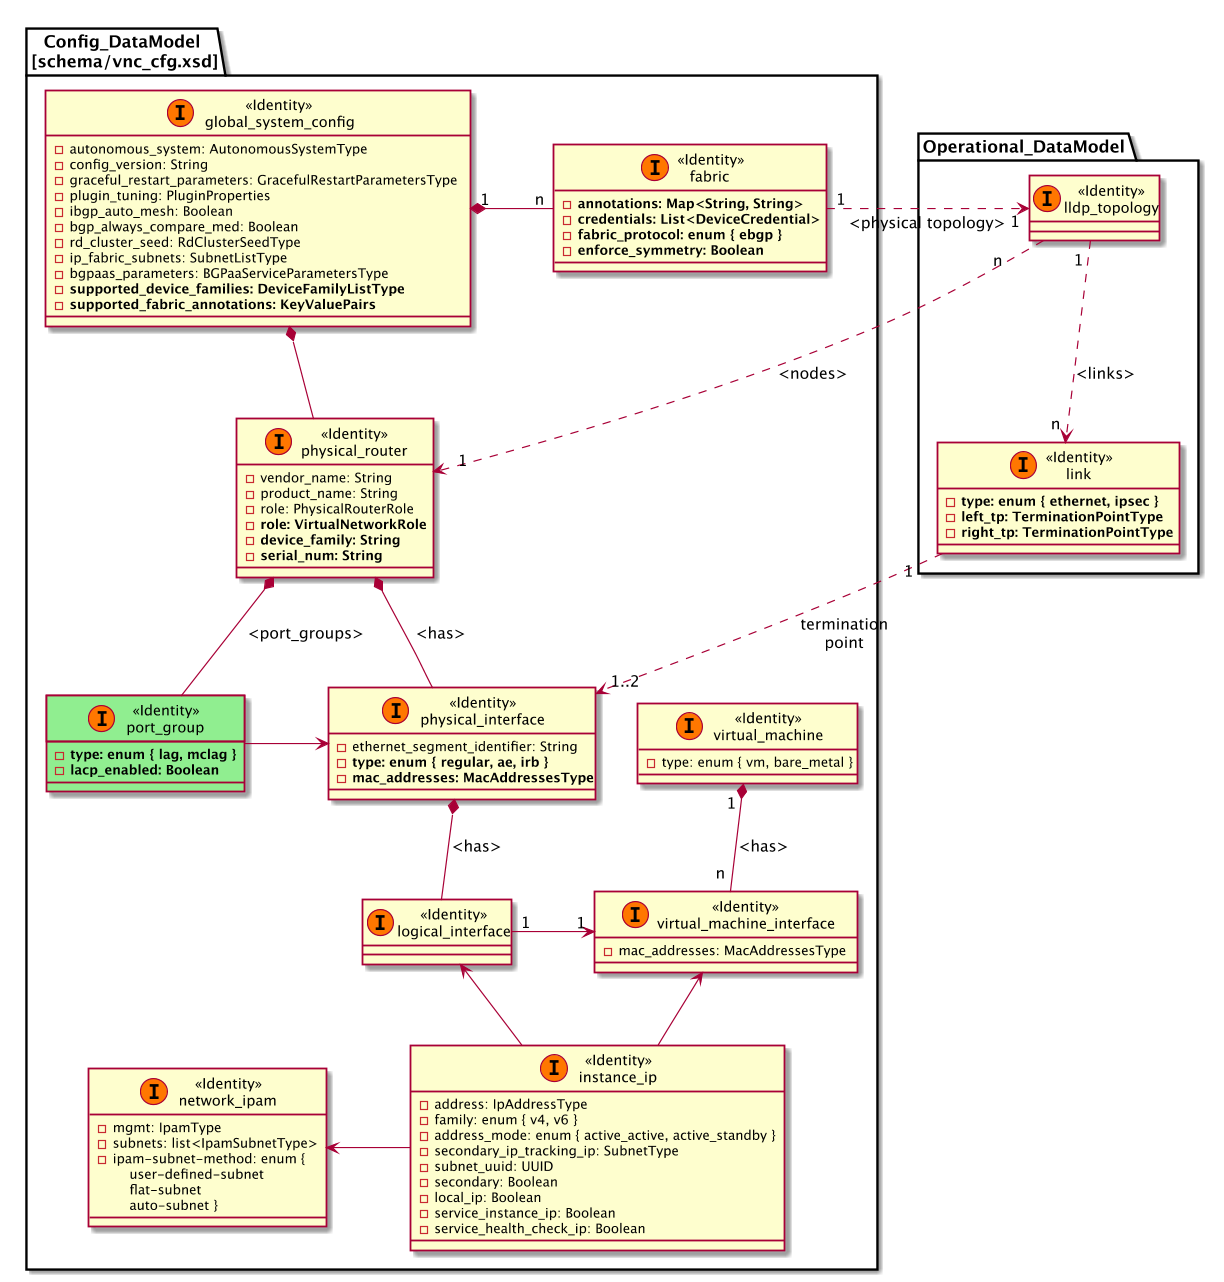 Config_DataModel
[schema/vnc_cfg.xsd]
«Identity»
global_system_config
autonomous_system: AutonomousSystemType
config_version: String
graceful_restart_parameters: GracefulRestartParametersType
plugin_tuning: PluginProperties
ibgp_auto_mesh: Boolean
bgp_always_compare_med: Boolean
rd_cluster_seed: RdClusterSeedType
ip_fabric_subnets: SubnetListType
bgpaas_parameters: BGPaaServiceParametersType
supported_device_families: DeviceFamilyListType
supported_fabric_annotations: KeyValuePairs
1
n
«Identity»
fabric
annotations: Map<String, String>
credentials: List<DeviceCredential>
fabric_protocol: enum { ebgp }
enforce_symmetry: Boolean
1
<physical topology>
1
Operational_DataModel
«Identity»
lldp_topology
n
1
<nodes>
<links>
1
n
«Identity»
physical_router
vendor_name: String
product_name: String
role: PhysicalRouterRole
role: VirtualNetworkRole
device_family: String
serial_num: String
«Identity»
link
type: enum { ethernet, ipsec }
left_tp: TerminationPointType
right_tp: TerminationPointType
1
termination
point
1..2
<port_groups>
<has>
«Identity»
port_group
type: enum { lag, mclag }
lacp_enabled: Boolean
«Identity»
physical_interface
ethernet_segment_identifier: String
type: enum { regular, ae, irb }
mac_addresses: MacAddressesType
«Identity»
virtual_machine
type: enum { vm, bare_metal }
1
<has>
<has>
n
«Identity»
logical_interface
1
1
«Identity»
virtual_machine_interface
mac_addresses: MacAddressesType
«Identity»
network_ipam
mgmt: IpamType
subnets: list<IpamSubnetType>
ipam-subnet-method: enum {
user-defined-subnet
flat-subnet
auto-subnet }
«Identity»
instance_ip
address: IpAddressType
family: enum { v4, v6 }
address_mode: enum { active_active, active_standby }
secondary_ip_tracking_ip: SubnetType
subnet_uuid: UUID
secondary: Boolean
local_ip: Boolean
service_instance_ip: Boolean
service_health_check_ip: Boolean